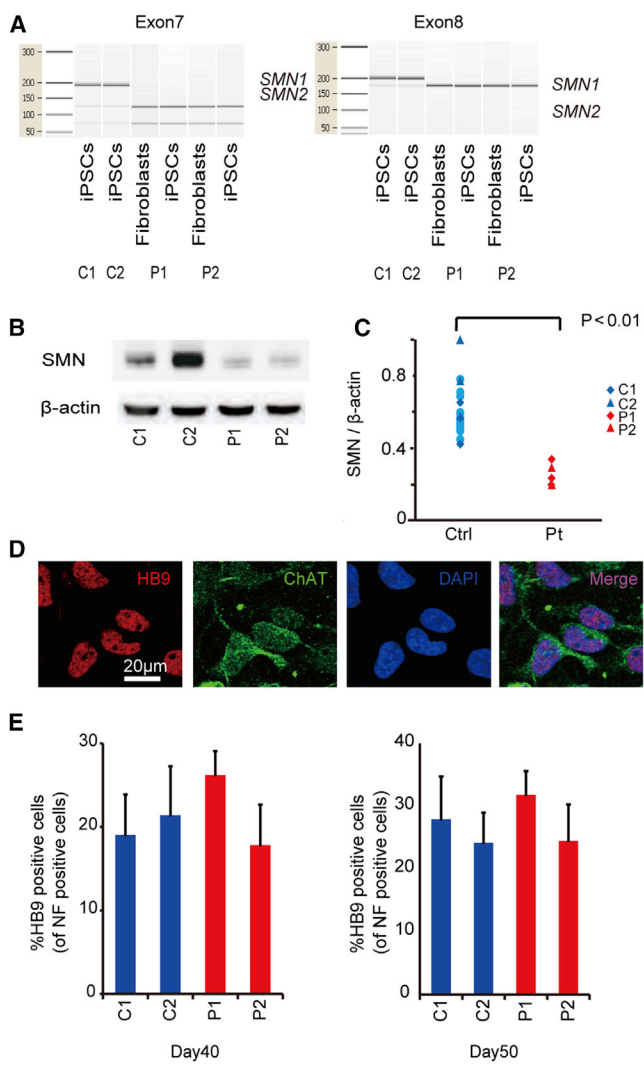 A
Exon7
Exon8
300
200
150
100
50
SMN1
SMN2
300
200
150
100
50
SMN1
SMN2
iPSCs
iPSCs
Fibroblasts
iPSCs
Fibroblasts
iPSCs
iPSCs
iPSCs
Fibroblasts
iPSCs
Fibroblasts
iPSCs
C1 C2 P1 P2
C1 C2 P1 P2
B
SMN
β-actin
C1 C2 P1 P2
C
P<0.01
SMN / β-actin
0.8
0.4
0
Ctrl Pt
C1
C2
P1
P2
D
HB9
20μm
ChAT
DAPI
Merge
E
%HB9 positive cells
(of NF positive cells)
30
20
10
0
C1 C2 P1 P2
Day40
%HB9 positive cells
(of NF positive cells)
40
30
20
10
0
C1 C2 P1 P2
Day50